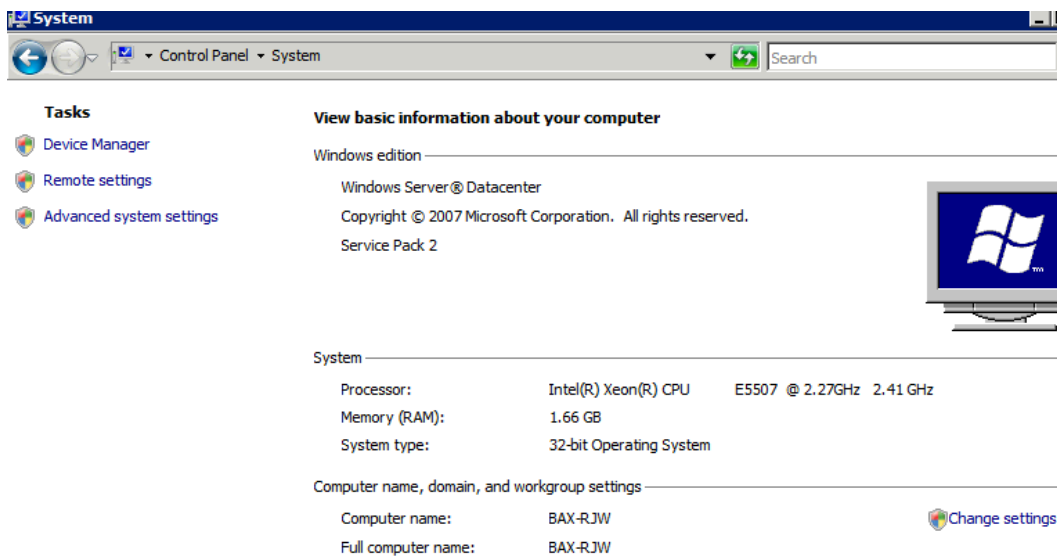 System
Control Panel System Search
Tasks
Device Manager
Remote settings
Advanced system settings
View basic information about your computer
Windows edition
Windows Server® Datacenter
Copyright © 2007 Microsoft Corporation. All rights reserved.
Service Pack 2
TM
System
Processor: Intel(R) Xeon(R) CPU E5507 @ 2.27GHz 2.41 GHz
Memory (RAM): 1.66 GB
System type: 32-bit Operating System
Computer name, domain, and workgroup settings
Computer name: BAX-RJW Change settings
Full computer name: BAX-RJW